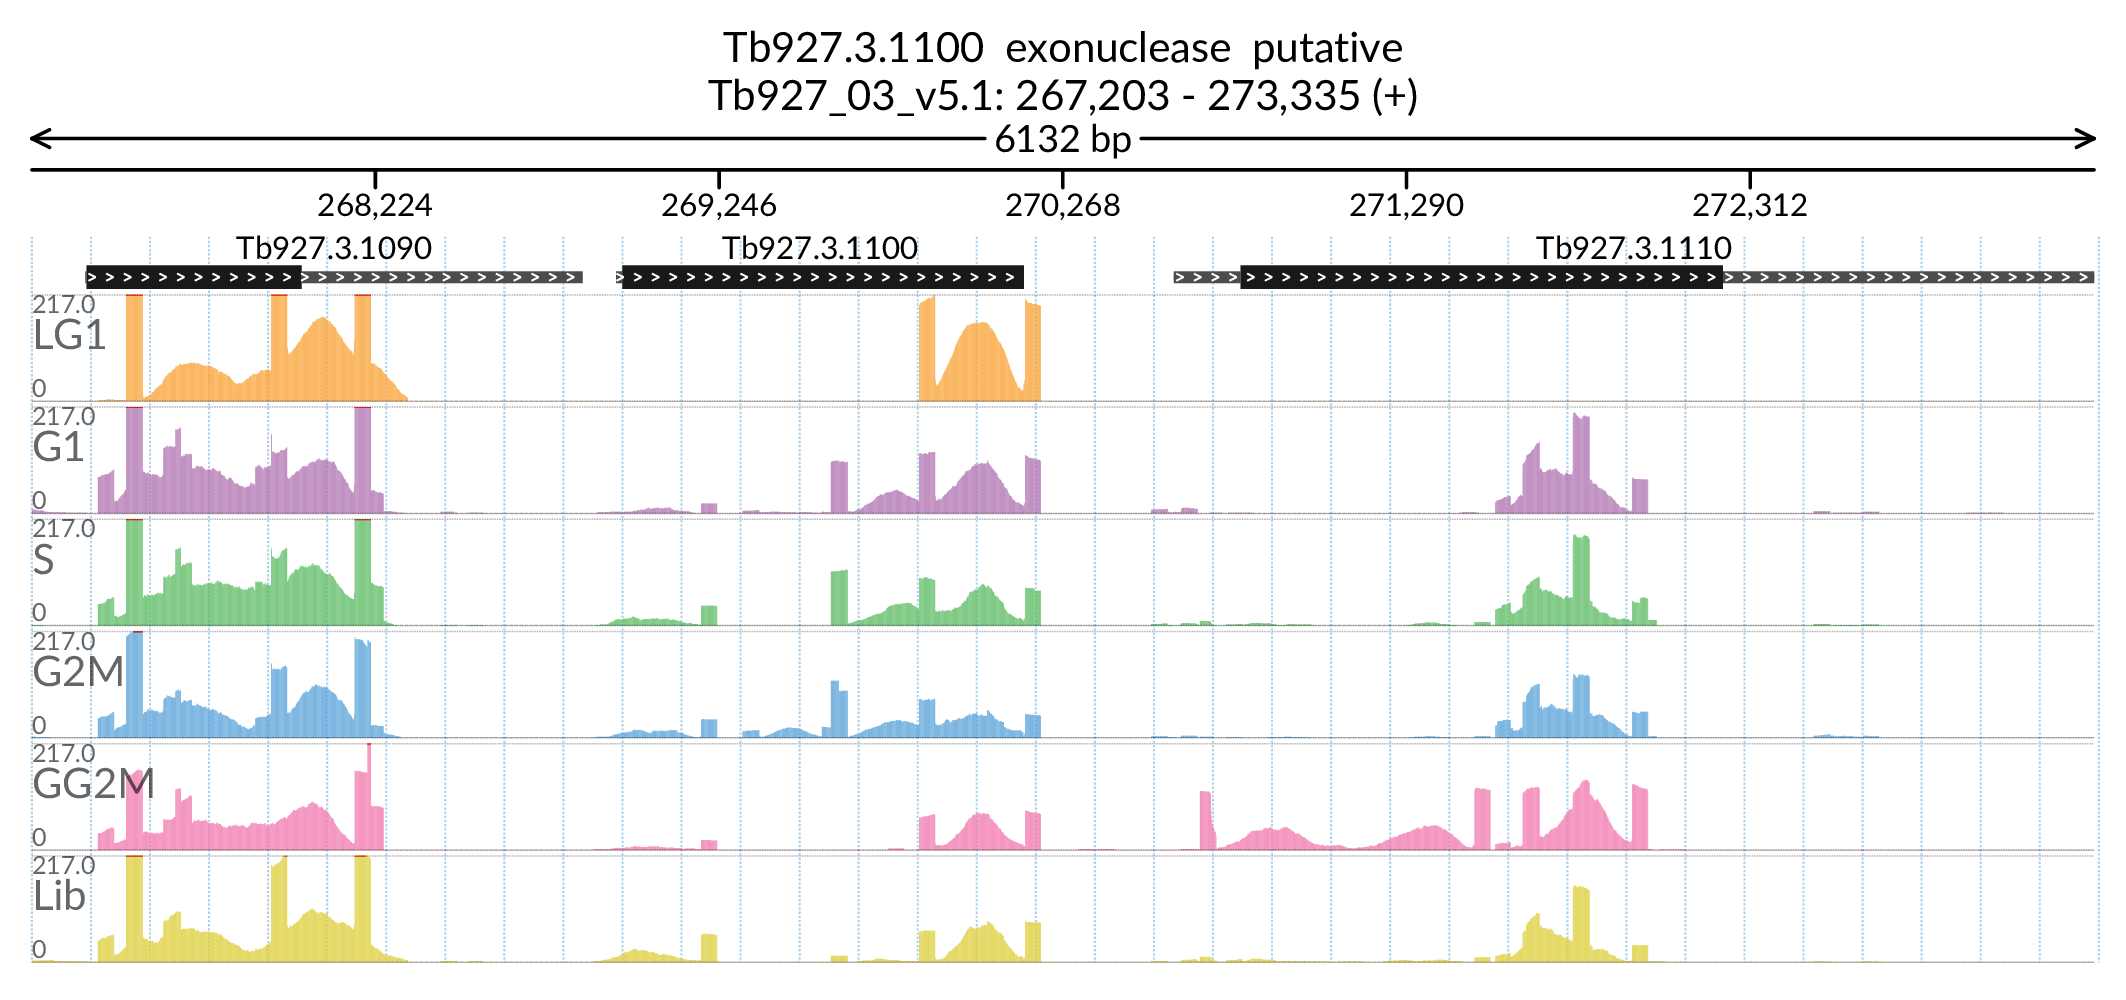 Tb927.3.1100 exonuclease putative
Tb927_03_v5.1: 267,203 - 273,335 (+)
6132 bp
268,224 269,246 270,268 271,290 272,312
Tb927.3.1090 Tb927.3.1100 Tb927.3.1110
217.0
LG1
0
217.0
G1
0
217.0
S
0
217.0
G2M
0
217.0
GG2M
0
217.0
Lib
0